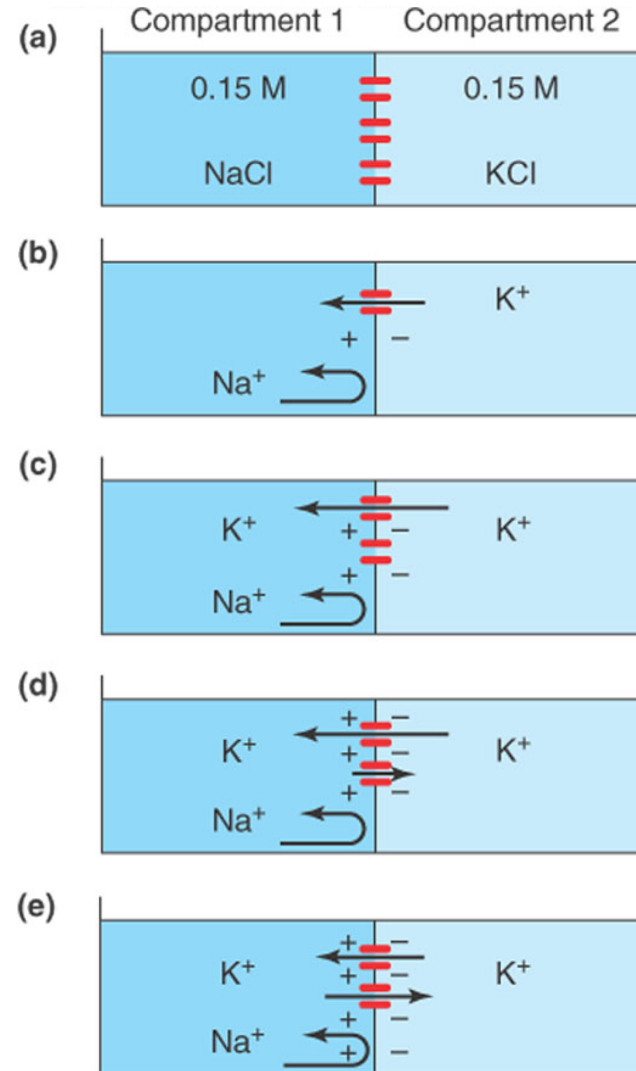 Compartment 1 Compartment 2
(a)
0.15 M 0.15 M
NaCl KCl
(b)
K⁺
+ −
Na⁺
(c)
K⁺ + − K⁺
+ −
Na⁺
(d)
+ −
K⁺ + − K⁺
+ −
Na⁺
(e)
+ −
K⁺ + − K⁺
+ −
Na⁺ + −